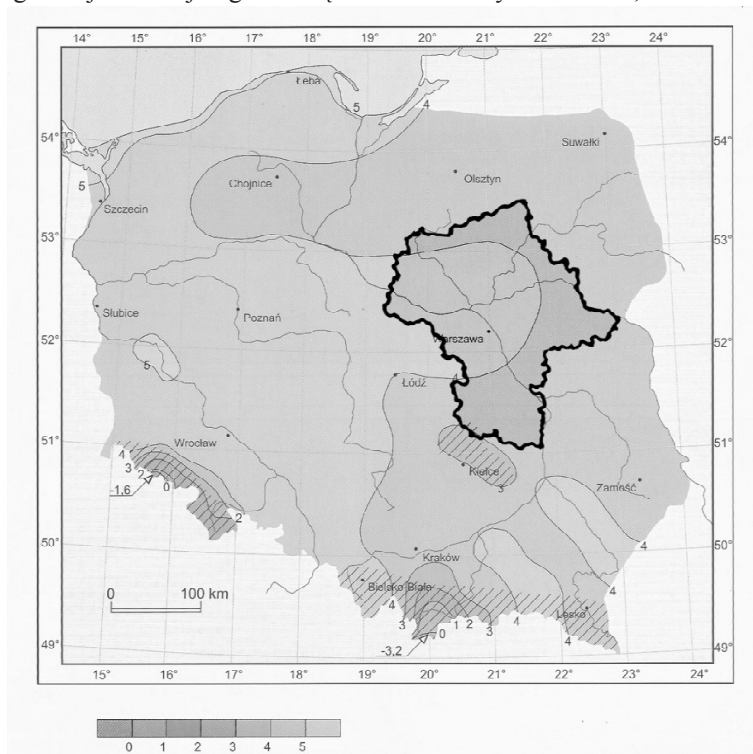 14° 15° 16° 17° 18° 19° 20° 21° 22° 23° 24°
Łeba
5
4
54°
54°
Suwałki
Chojnice
Olsztyn
5
Szczecin
53°
53°
Słubice
Poznań
52°
Warszawa
52°
5
4
Łódź
51°
Wrocław
51°
4
3
2
0
-1.6
Kielce
3
Zamość
2
50°
Kraków
4
50°
0 100 km
Bielsko-Biała
4
Lesko
4
3
1
2
3
4
4
0
-3.2
49°
49°
15° 16° 17° 18° 19° 20° 21° 22° 23°
0 1 2 3 4 5